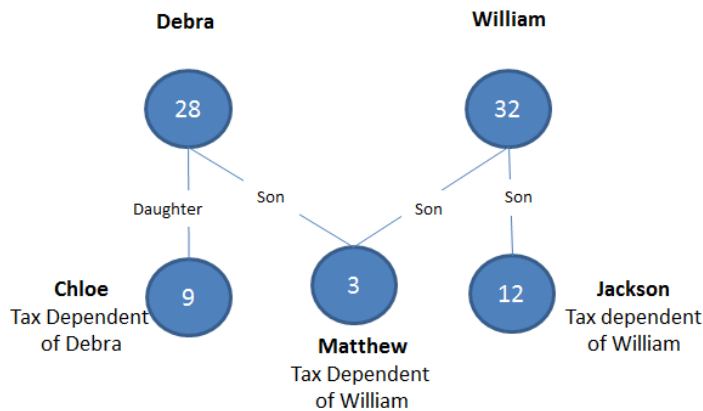 Debra
William
28
32
Daughter
Son
Son
Son
Chloe
Tax Dependent
of Debra
9
3
Matthew
Tax Dependent
of William
12
Jackson
Tax dependent
of William